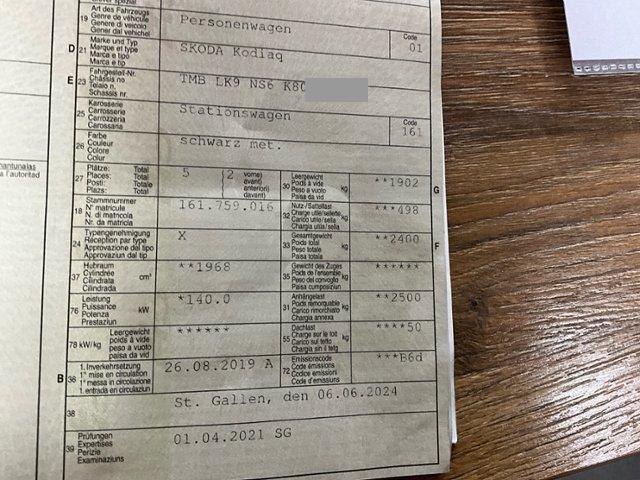 19 Art des Fahrzeugs Personenwagen
Genre de véhicule
Genere di veicolo
Gener dal vehichel
Code
D 21 Marke und Typ SKODA Kodiaq 01
Marque et type
Marca e tipo
Marca e tip
E 23 Fahrgestell-Nr. TMB LK9 NS6 K80
Châssis no
Telaio n.
Schassis nr.
25 Karosserie Stationswagen
Carrosserie
Carrozzeria
Carossaria
Code
161
26 Farbe schwarz met.
Couleur
Colore
Colur
27 Plätze: Total 5 (2 vorne)
Places: Total avant)
Posti: Totale anteriori)
Plazs: Total davant)
30 Leergewicht kg **1902 G
Poids à vide
Peso a vuoto
Paisa da vid
18 Stammnummer 161.759.016
N° matricule
N. di matricola
Nr. da matricla
32 Nutz-/Sattellast kg ***498
Charge utile/sellette
Carico utile/sella
Chargia utila/sella
24 Typengenehmigung X
Réception par type
Approvazione del tipo
Approvaziun dal tip
33 Gesamtgewicht kg **2400 F
Poids total
Peso totale
Paisa totala
37 Hubraum cm³ **1968
Cylindrée
Cilindrata
Cilindrada
35 Gewicht des Zuges kg ******
Poids de l'ensemble
Peso del convoglio
Paisa cumposiziun
76 Leistung kW *140.0
Puissance
Potenza
Prestaziun
31 Anhängelast kg **2500
Poids remorquable
Carico rimorchiato
Chargia annexa
78 kW/kg Leergewicht ******
poids à vide
peso a vuoto
paisa da vid
55 Dachlast kg ****50
Charge sur le toit
Carico sul tetto
Chargia sin il tetg
B 36 1. Inverkehrsetzung 26.08.2019 A
1re mise en circulation
1a messa in circolazione
1. entrada en circulaziun
72 Emissionscode ***B6d
Code émissions
Codice emissioni
Code d'emissiuns
38 St. Gallen, den 06.06.2024
39 Prüfungen 01.04.2021 SG
Expertises
Perizie
Examinaziuns